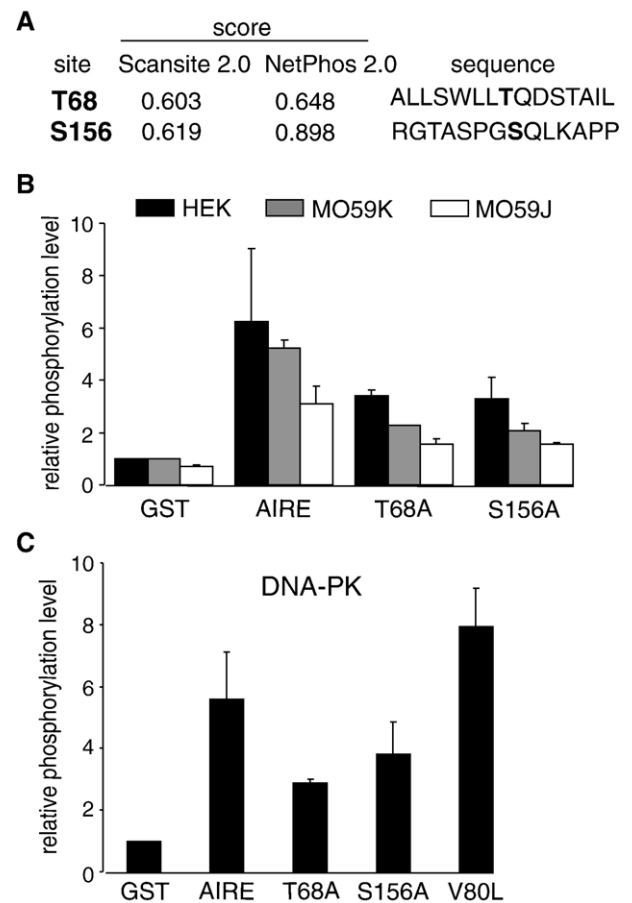 A
score
site Scansite 2.0 NetPhos 2.0 sequence
T68 0.603 0.648 ALLSWLLTQDSTAIL
S156 0.619 0.898 RGTASPGSQLKAPP
B
HEK MO59K MO59J
relative phosphorylation level
10
8
6
4
2
0
GST AIRE T68A S156A
C
DNA-PK
relative phosphorylation level
10
8
6
4
2
0
GST AIRE T68A S156A V80L